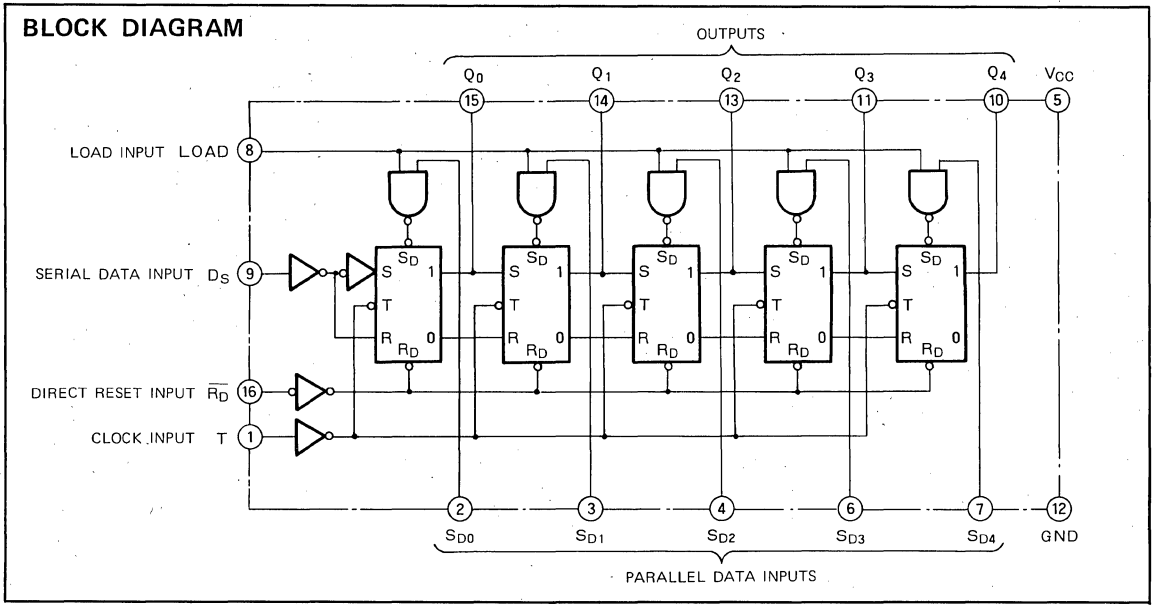 BLOCK DIAGRAM
OUTPUTS
Q0 Q1 Q2 Q3 Q4 VCC
15 14 13 11 10 5
LOAD INPUT LOAD 8
SD SD SD SD SD
SERIAL DATA INPUT DS 9 S 1 S 1 S 1 S 1 S 1
T T T T T
R 0 R 0 R 0 R 0 R 0
RD RD RD RD RD
DIRECT RESET INPUT R̅D̅ 16
CLOCK INPUT T 1
2 3 4 6 7 12
SD0 SD1 SD2 SD3 SD4 GND
PARALLEL DATA INPUTS